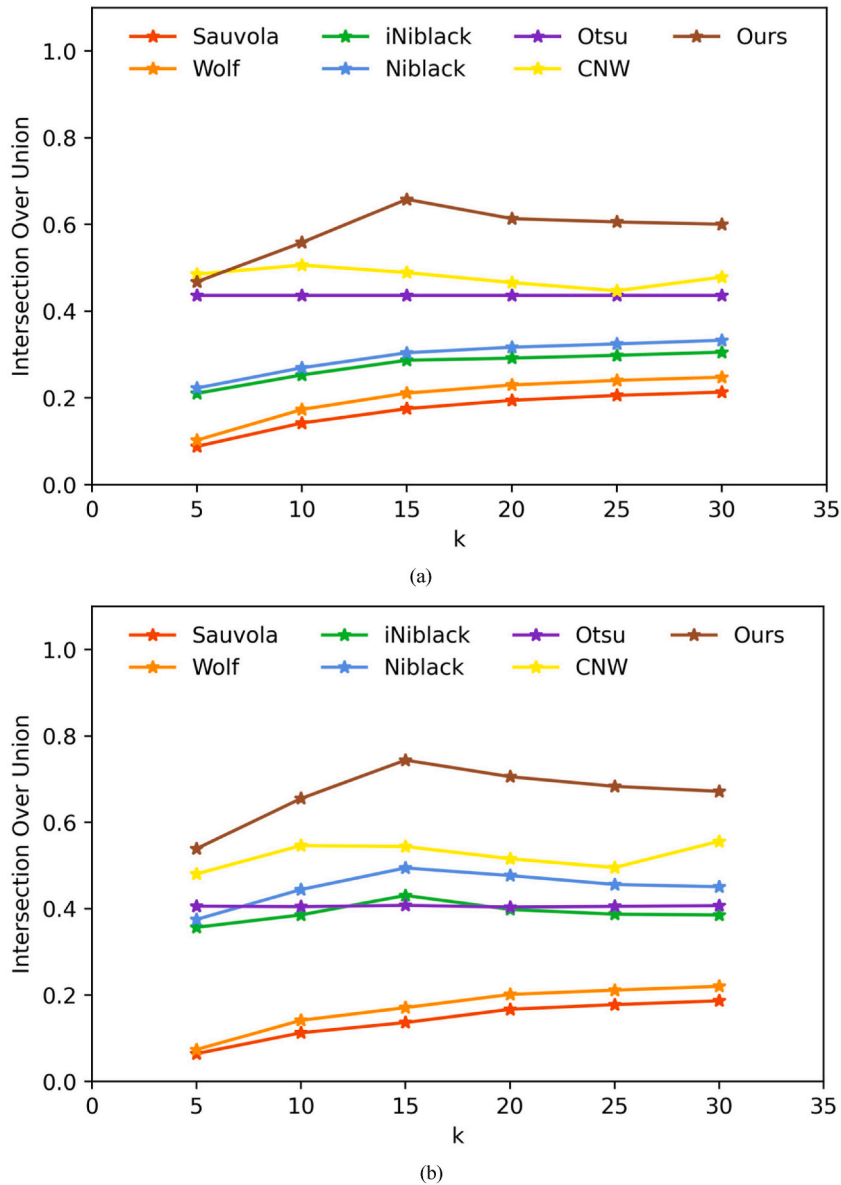 Sauvola iNiblack Otsu Ours
Wolf Niblack CNW
Intersection Over Union
1.0
0.8
0.6
0.4
0.2
0.0
0 5 10 15 20 25 30 35
k
(a)
Sauvola iNiblack Otsu Ours
Wolf Niblack CNW
Intersection Over Union
1.0
0.8
0.6
0.4
0.2
0.0
0 5 10 15 20 25 30 35
k
(b)